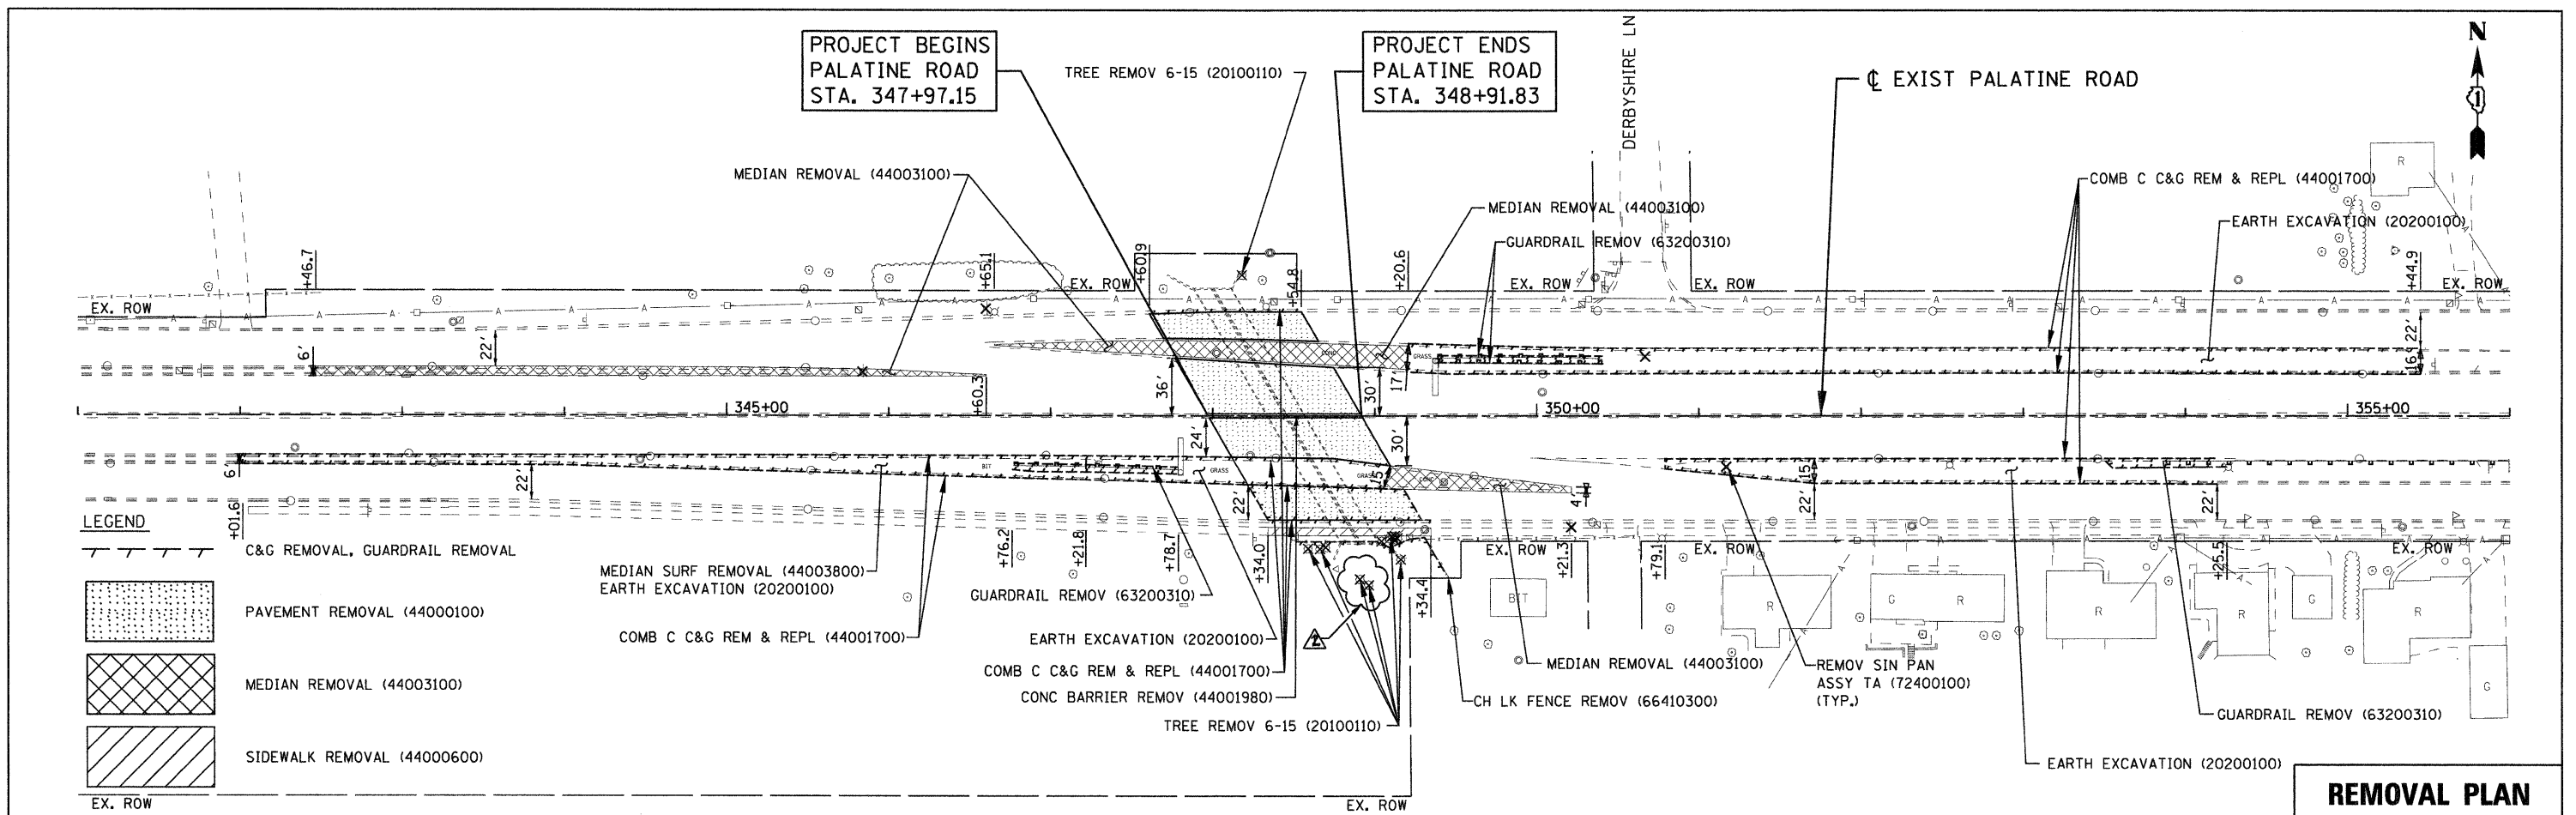 PROJECT BEGINS
PALATINE ROAD
STA. 347+97.15
TREE REMOV 6-15 (20100110)
PROJECT ENDS
PALATINE ROAD
STA. 348+91.83
DERBYSHIRE LN
℄ EXIST PALATINE ROAD
N
1
MEDIAN REMOVAL (44003100)
MEDIAN REMOVAL (44003100)
GUARDRAIL REMOV (63200310)
COMB C C&G REM & REPL (44001700)
EARTH EXCAVATION (20200100)
R
+46.7
+65.1
+60.9
+54.8
+20.6
+44.9
EX. ROW
EX. ROW
EX. ROW
EX. ROW
EX. ROW
6'
22'
36'
CONC
GRASS
17'
30'
22'
16.9'
+60.3
345+00
350+00
355+00
24'
30'
6'
22'
BIT
GRASS
GRASS
15'
CONC
4'
15'
22'
22'
22'
+01.6
+76.2
+21.8
+78.7
+34.0
+34.4
+21.3
+79.1
+25.5
EX. ROW
EX. ROW
EX. ROW
LEGEND
C&G REMOVAL, GUARDRAIL REMOVAL
PAVEMENT REMOVAL (44000100)
MEDIAN REMOVAL (44003100)
SIDEWALK REMOVAL (44000600)
MEDIAN SURF REMOVAL (44003800)
EARTH EXCAVATION (20200100)
COMB C C&G REM & REPL (44001700)
GUARDRAIL REMOV (63200310)
EARTH EXCAVATION (20200100)
COMB C C&G REM & REPL (44001700)
CONC BARRIER REMOV (44001980)
TREE REMOV 6-15 (20100110)
2
BIT
R
G
R
R
R
G
R
G
MEDIAN REMOVAL (44003100)
CH LK FENCE REMOV (66410300)
REMOV SIN PAN
ASSY TA (72400100)
(TYP.)
GUARDRAIL REMOV (63200310)
EARTH EXCAVATION (20200100)
EX. ROW
EX. ROW
REMOVAL PLAN